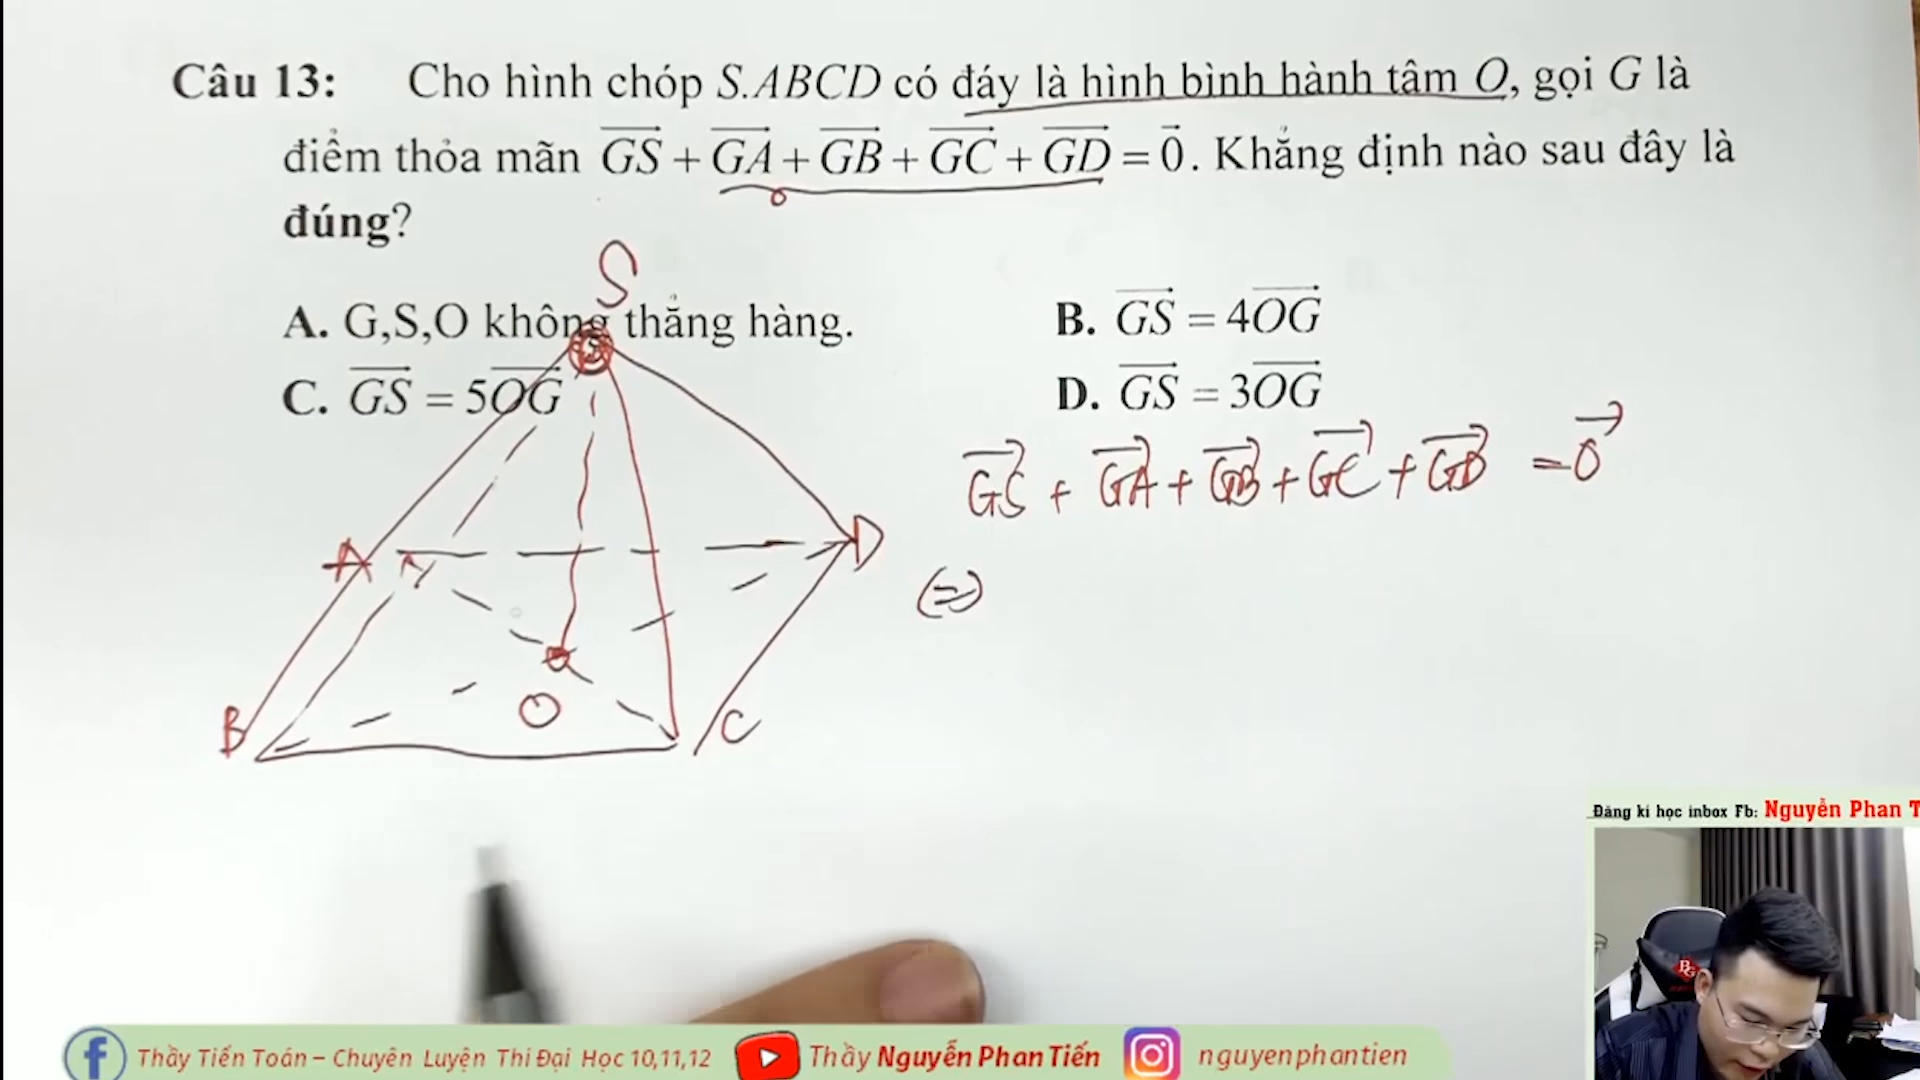 Câu 13: Cho hình chóp S.ABCD có đáy là hình bình hành tâm O, gọi G là
điểm thỏa mãn $\overrightarrow{GS}+\overrightarrow{GA}+\overrightarrow{GB}+\overrightarrow{GC}+\overrightarrow{GD}=\vec{0}$. Khẳng định nào sau đây là
đúng?
S
A. G,S,O không thẳng hàng.
B. $\overrightarrow{GS}=4\overrightarrow{OG}$
C. $\overrightarrow{GS}=5\overrightarrow{OG}$
D. $\overrightarrow{GS}=3\overrightarrow{OG}$
$\overrightarrow{GS}+\overrightarrow{GA}+\overrightarrow{GB}+\overrightarrow{GC}+\overrightarrow{GD}=\vec{0}$
A
D
(=)
B
O
C
Đăng kí học inbox Fb: Nguyễn Phan T
Thầy Tiến Toán – Chuyên Luyện Thi Đại Học 10,11,12
Thầy Nguyễn Phan Tiến
nguyenphantien